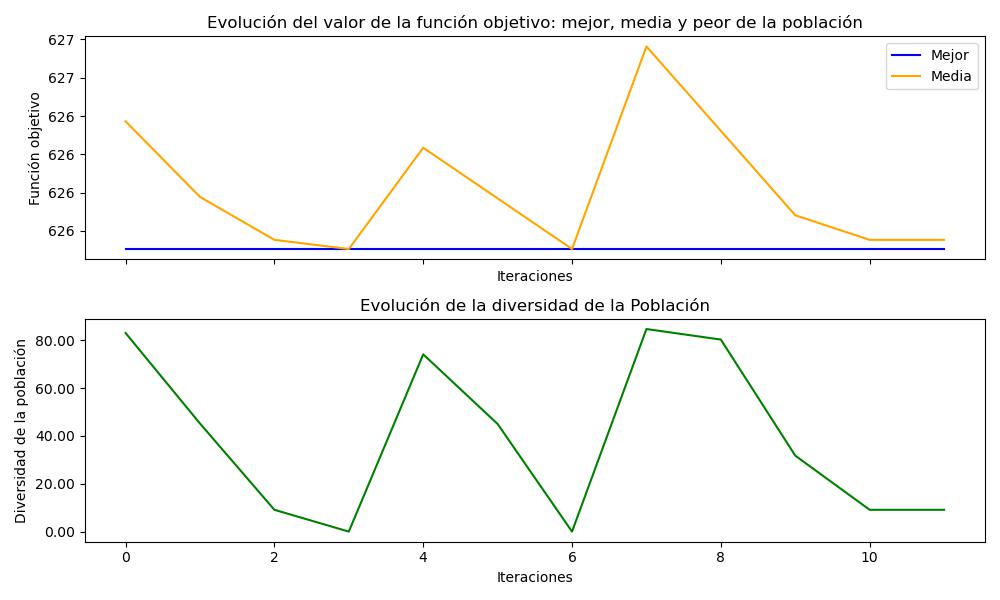 Evolución del valor de la función objetivo: mejor, media y peor de la población
627
627
626
626
626
626
Función objetivo
Mejor
Media
Iteraciones
Evolución de la diversidad de la Población
80.00
60.00
40.00
20.00
0.00
Diversidad de la población
0 2 4 6 8 10
Iteraciones